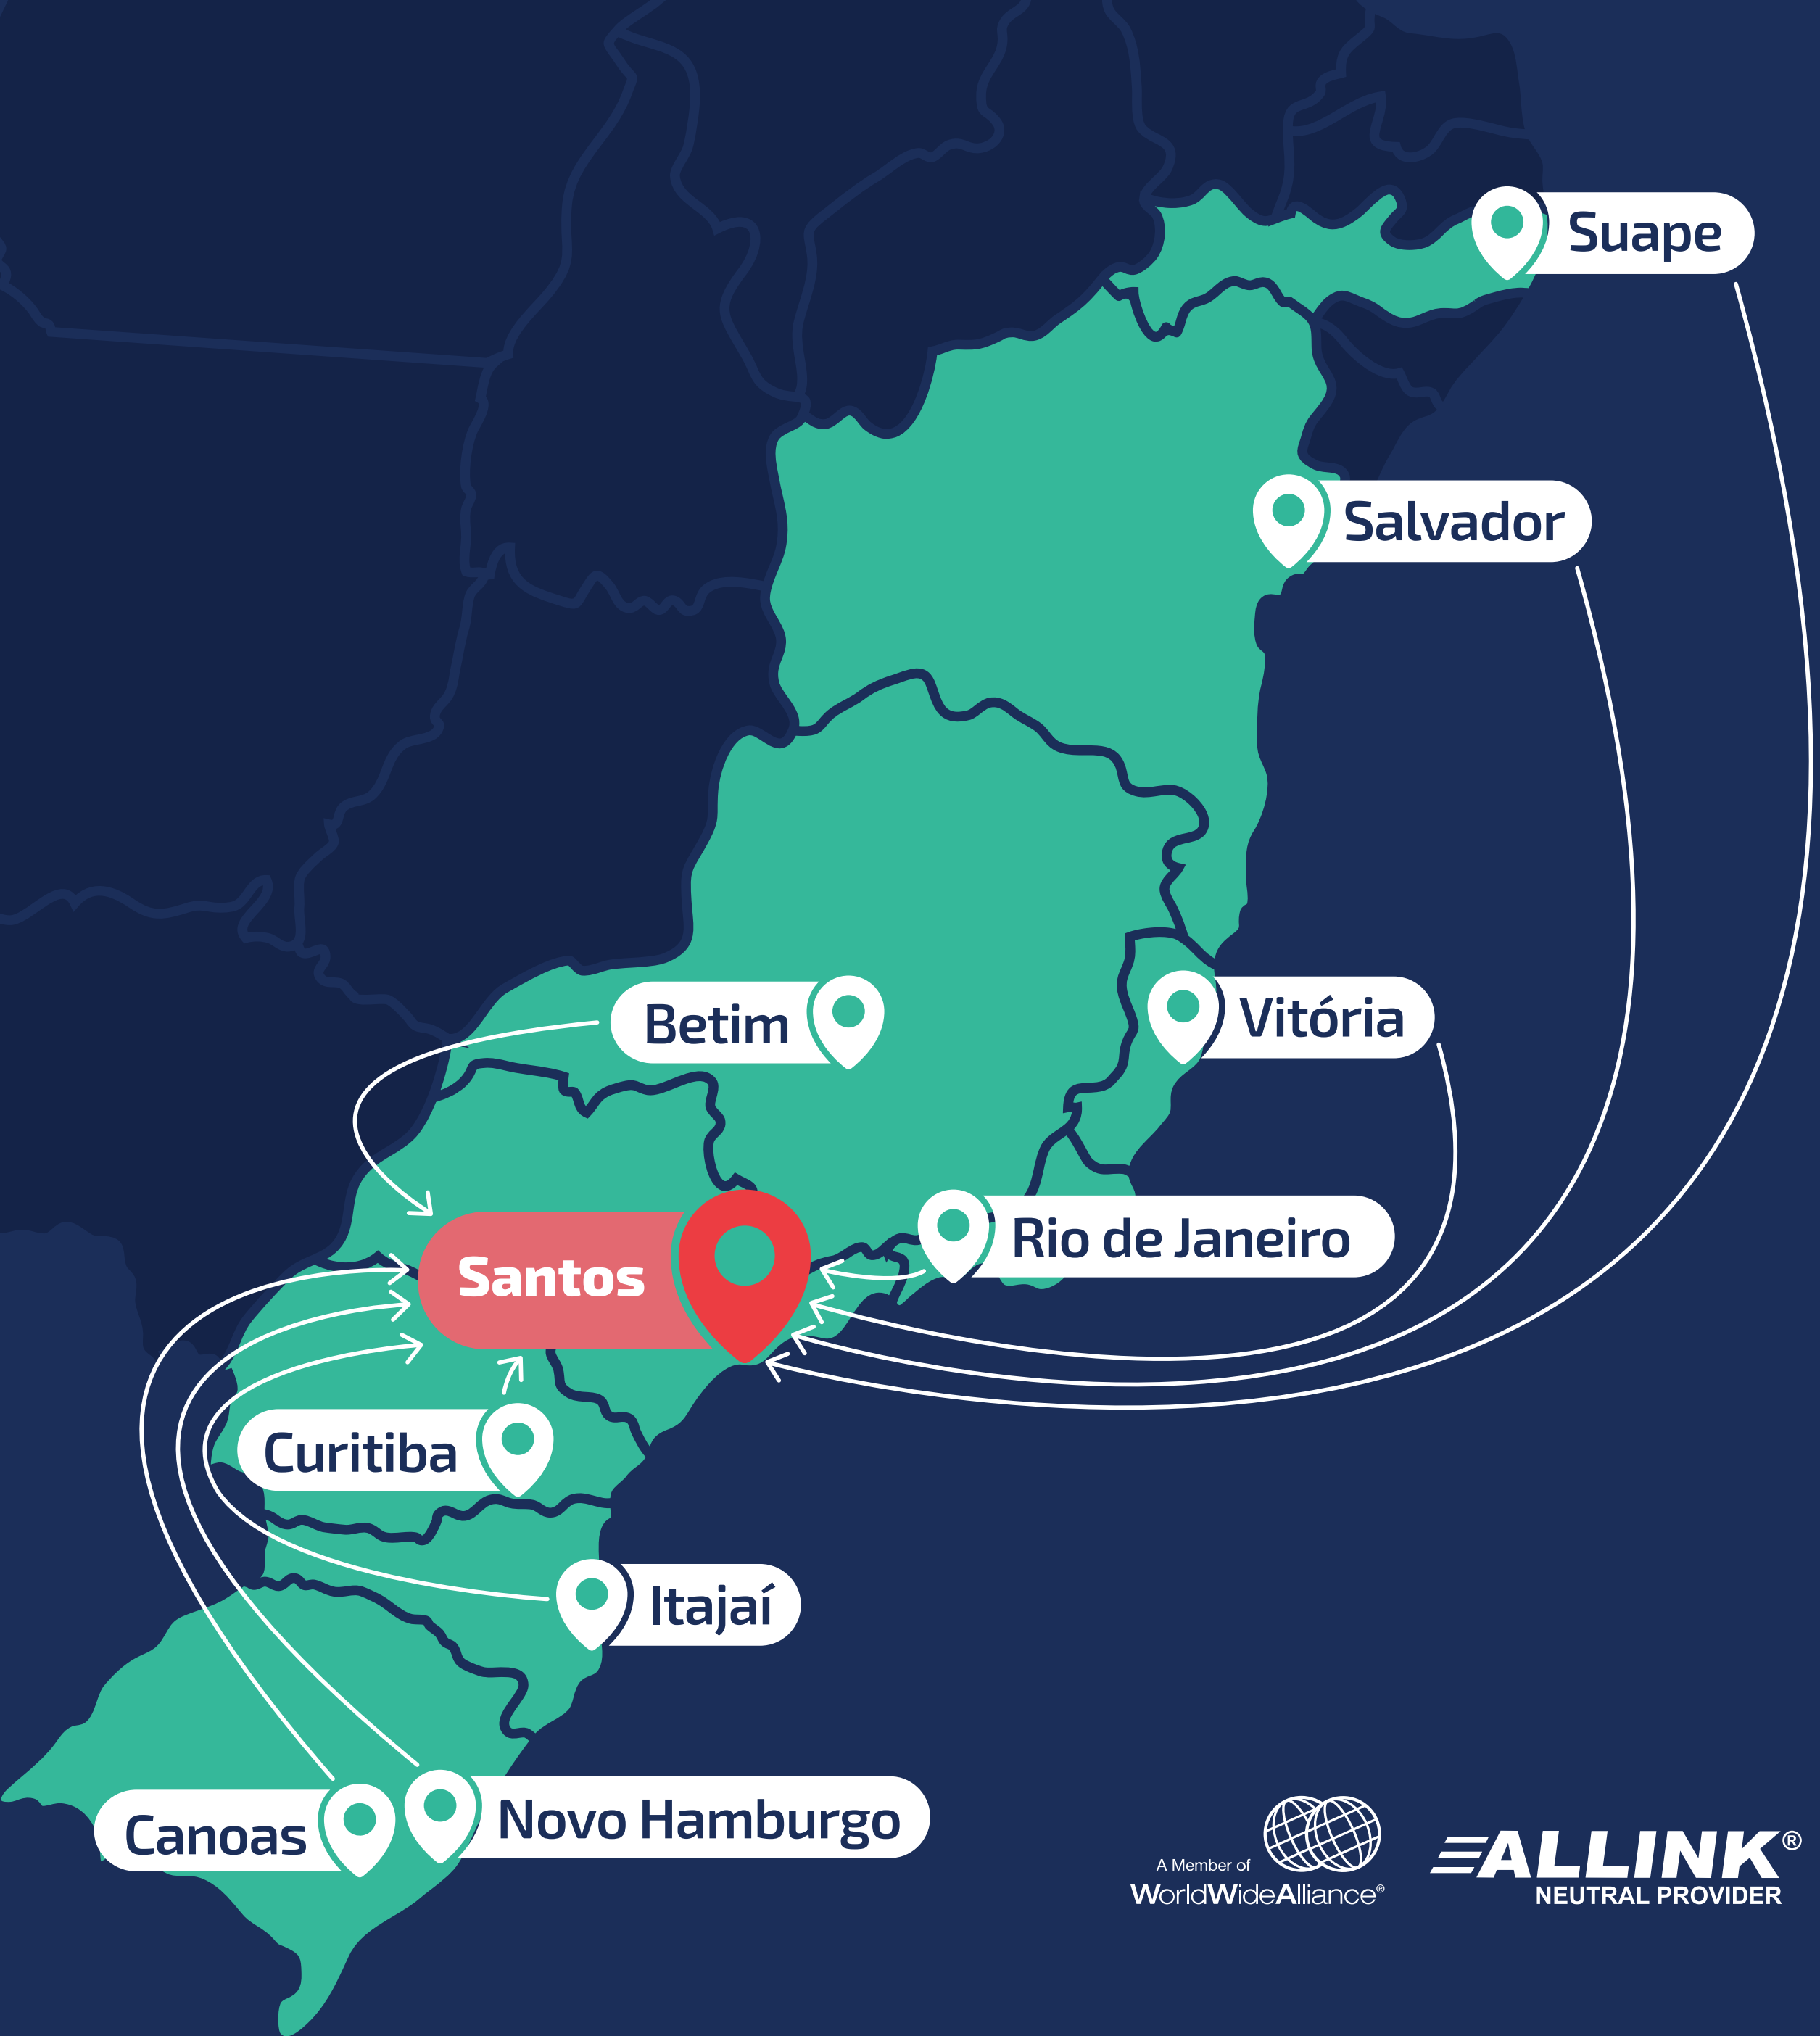 Suape
Salvador
Betim
Vitória
Rio de Janeiro
Santos
Curitiba
Itajaí
Novo Hamburgo
Canoas
A Member of
WorldWideAlliance®
ALLINK®
NEUTRAL PROVIDER